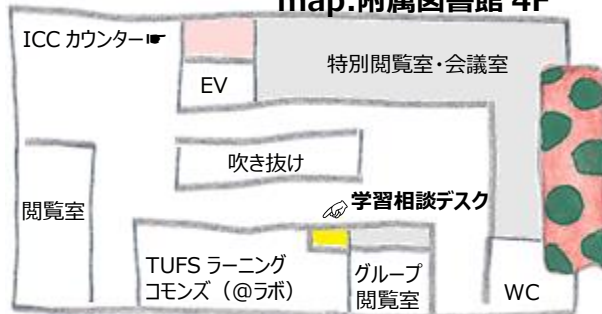 map:附属図書館 4F
ICC カウンター☛
特別閲覧室・会議室
EV
吹き抜け
学習相談デスク
閲覧室
TUFS ラーニング
コモンズ（@ラボ）
グループ
閲覧室
WC